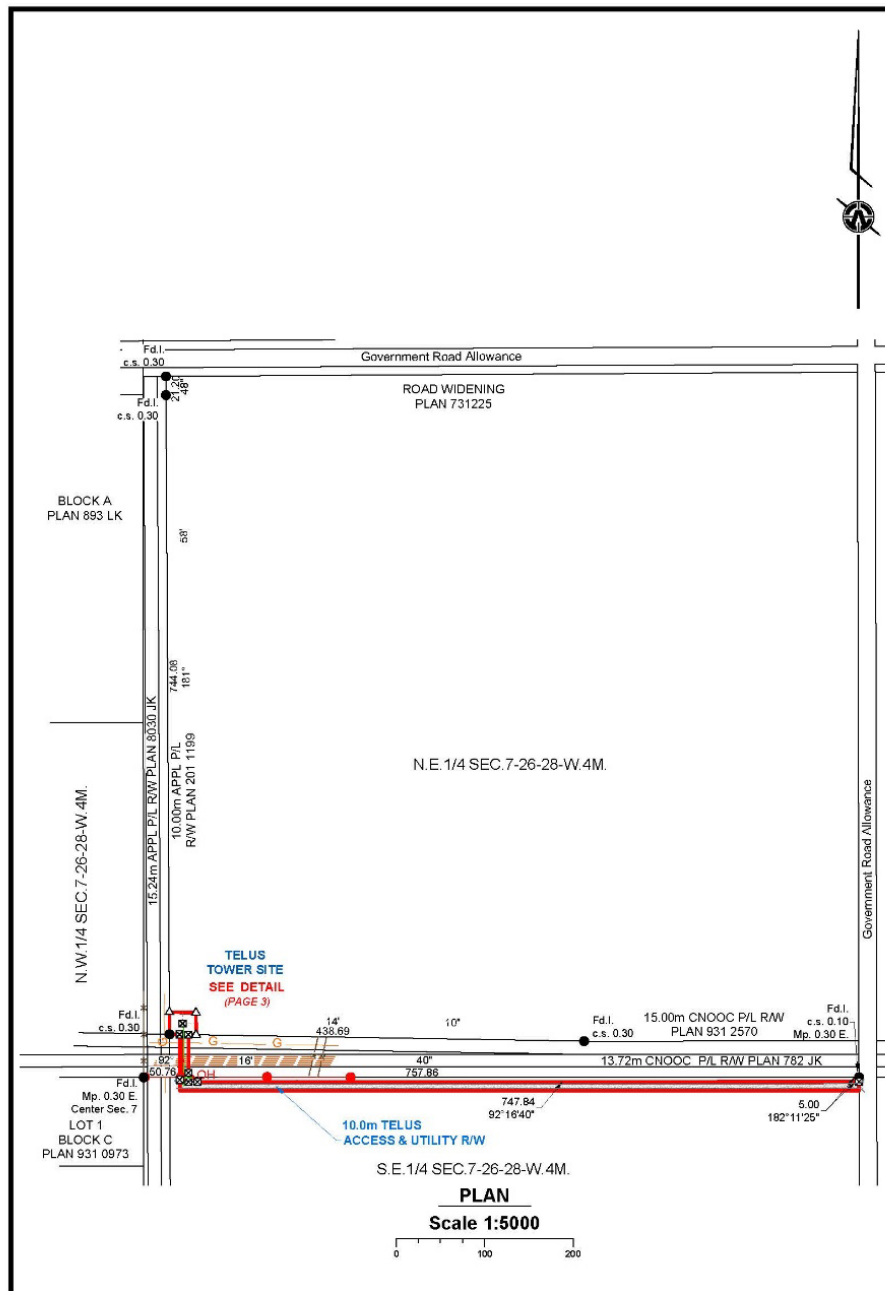 Fd.I.
c.s. 0.30
Government Road Allowance
21.20
48"
ROAD WIDENING
PLAN 731225
Fd.I.
c.s. 0.30
BLOCK A
PLAN 893 LK
58'
744.08
181°
15.24m APPL P/L R/W PLAN 8030 JK
10.00m APPL P/L
R/W PLAN 201 1199
N.E.1/4 SEC.7-26-28-W.4M.
N.W.1/4 SEC.7-26-28-W.4M.
Government Road Allowance
TELUS
TOWER SITE
SEE DETAIL
(PAGE 3)
Fd.I.
c.s. 0.30
14'
438.69
10"
Fd.I.
c.s. 0.30
15.00m CNOOC P/L R/W
PLAN 931 2570
Fd.I.
c.s. 0.10
Mp. 0.30 E.
G G G
92°
16'
40"
13.72m CNOOC P/L R/W PLAN 782 JK
50.76
OH
757.86
Fd.I.
Mp. 0.30 E.
Center Sec. 7
LOT 1
BLOCK C
PLAN 931 0973
747.84
92°16'40"
5.00
182°11'25"
10.0m TELUS
ACCESS & UTILITY R/W
S.E.1/4 SEC.7-26-28-W.4M.
PLAN
Scale 1:5000
0 100 200